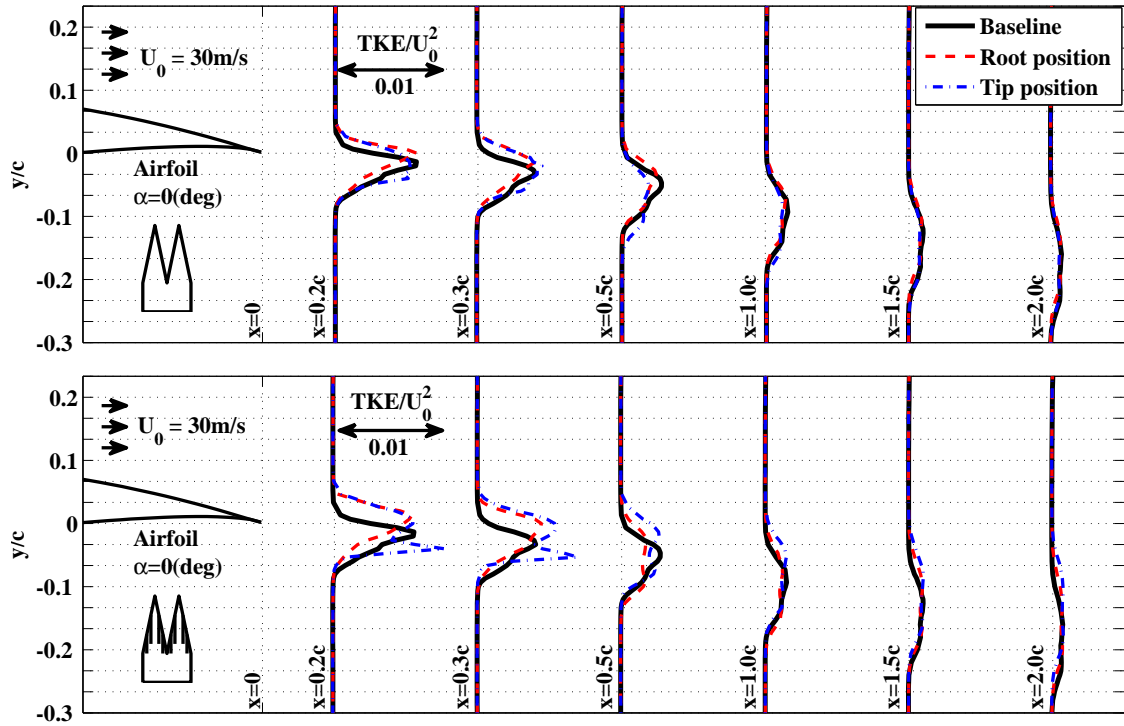 0.2
0.1
0
-0.1
-0.2
-0.3
y/c
U0 = 30m/s
TKE/U0^2
0.01
Baseline
Root position
Tip position
Airfoil
α=0(deg)
x=0
x=0.2c
x=0.3c
x=0.5c
x=1.0c
x=1.5c
x=2.0c
0.2
0.1
0
-0.1
-0.2
-0.3
y/c
U0 = 30m/s
TKE/U0^2
0.01
Airfoil
α=0(deg)
x=0
x=0.2c
x=0.3c
x=0.5c
x=1.0c
x=1.5c
x=2.0c